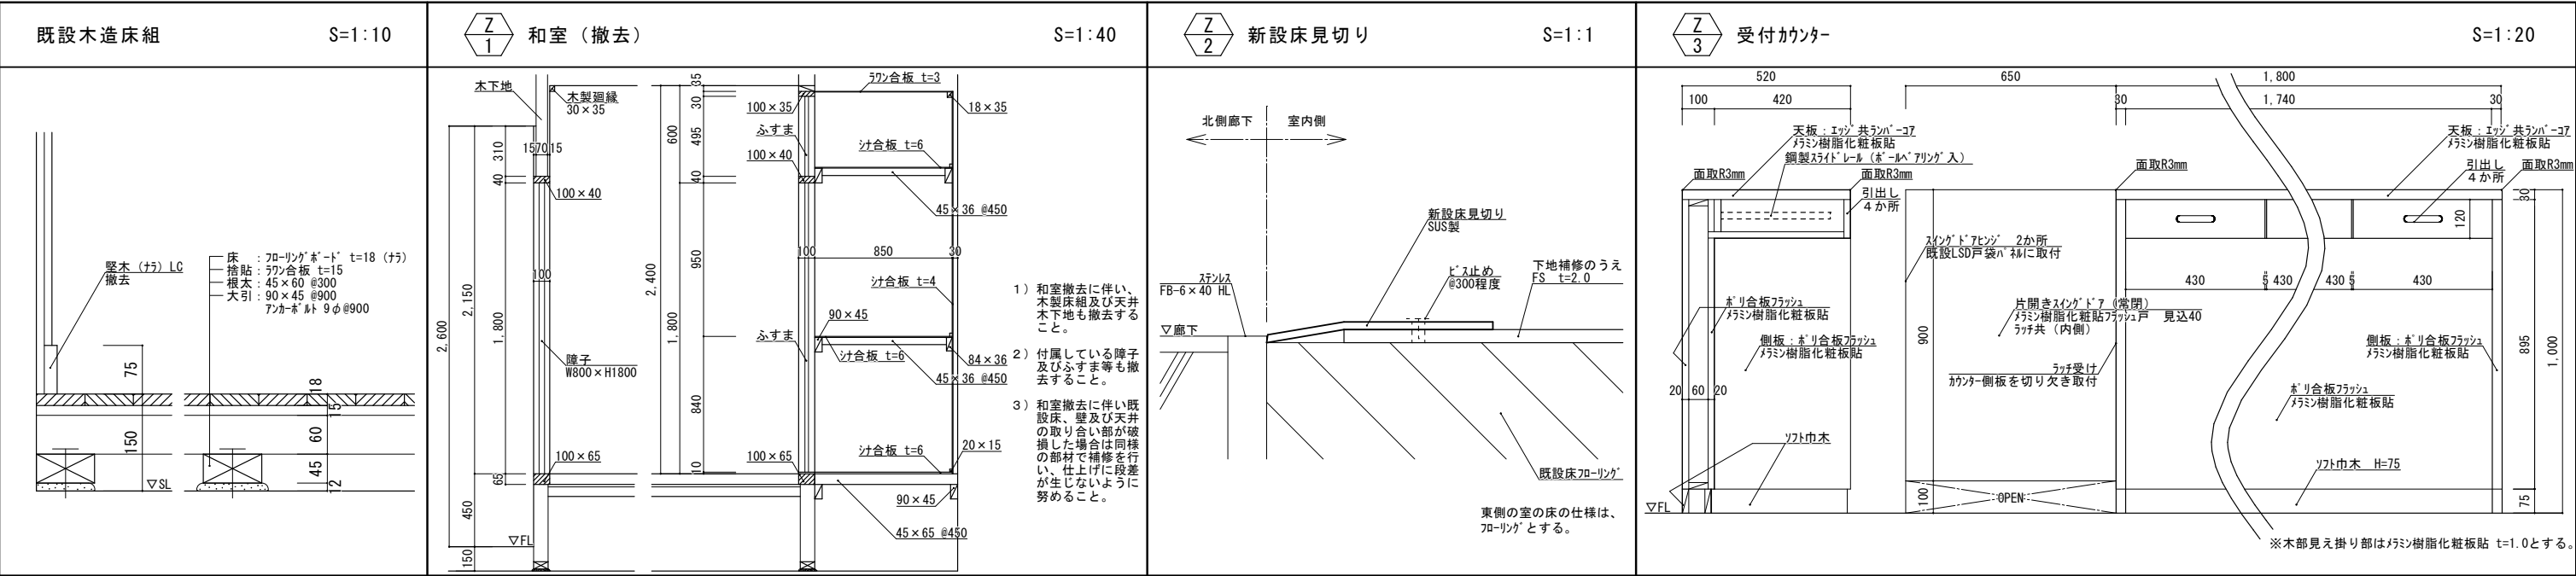 既設木造床組
S=1:10
堅木（ﾅﾗ）LC
撤去
床　：ﾌﾛｰﾘﾝｸﾞﾎﾞｰﾄﾞ t=18（ﾅﾗ）
捨貼：ﾗﾜﾝ合板 t=15
根太：45×60 @300
大引：90×45 @900
ｱﾝｶｰﾎﾞﾙﾄ 9φ@900
75
150
▽SL
18
15
60
45
12
Z
1
和室（撤去）
S=1:40
木下地
木製廻縁
30×35
310
15
70
15
40
100×40
100
2,600
2,150
1,800
障子
W800×H1800
100×65
65
450
▽FL
150
2,400
600
1,800
35
30
495
40
950
840
10
ﾗﾜﾝ合板 t=3
100×35
18×35
ふすま
ｼﾅ合板 t=6
100×40
45×36 @450
100
850
30
ｼﾅ合板 t=4
90×45
ふすま
ｼﾅ合板 t=6
84×36
45×36 @450
ｼﾅ合板 t=6
20×15
100×65
90×45
45×65 @450
1）和室撤去に伴い、
木製床組及び天井
木下地も撤去する
こと。
2）付属している障子
及びふすま等も撤
去すること。
3）和室撤去に伴い既
設床、壁及び天井
の取り合い部が破
損した場合は同様
の部材で補修を行
い、仕上げに段差
が生じないように
努めること。
Z
2
新設床見切り
S=1:1
北側廊下
室内側
新設床見切り
SUS製
ｽﾃﾝﾚｽ
FB-6×40 HL
ﾋﾞｽ止め
@300程度
下地補修のうえ
FS t=2.0
▽廊下
既設床ﾌﾛｰﾘﾝｸﾞ
東側の室の床の仕様は、
ﾌﾛｰﾘﾝｸﾞとする。
Z
3
受付ｶｳﾝﾀｰ
S=1:20
520
650
1,800
100
420
30
1,740
30
天板：ｴｯｼﾞ共ﾗﾝﾊﾞｰｺｱ
ﾒﾗﾐﾝ樹脂化粧板貼
鋼製ｽﾗｲﾄﾞﾚｰﾙ（ﾎﾞｰﾙﾍﾞｱﾘﾝｸﾞ入）
面取R3mm
面取R3mm
引出し
４か所
面取R3mm
天板：ｴｯｼﾞ共ﾗﾝﾊﾞｰｺｱ
ﾒﾗﾐﾝ樹脂化粧板貼
引出し
４か所
面取R3mm
30
120
ｽｲﾝｸﾞﾄﾞｱﾋﾝｼﾞ　2か所
既設LSD戸袋ﾊﾟﾈﾙに取付
430
5
430
430
5
430
ﾎﾟﾘ合板ﾌﾗｯｼｭ
ﾒﾗﾐﾝ樹脂化粧板貼
片開きｽｲﾝｸﾞﾄﾞｱ（常閉）
ﾒﾗﾐﾝ樹脂化粧貼ﾌﾗｯｼｭ戸　見込40
ﾗｯﾁ共（内側）
側板：ﾎﾟﾘ合板ﾌﾗｯｼｭ
ﾒﾗﾐﾝ樹脂化粧板貼
900
側板：ﾎﾟﾘ合板ﾌﾗｯｼｭ
ﾒﾗﾐﾝ樹脂化粧板貼
895
1,000
ﾗｯﾁ受け
ｶｳﾝﾀｰ側板を切り欠き取付
20
60
20
ﾎﾟﾘ合板ﾌﾗｯｼｭ
ﾒﾗﾐﾝ樹脂化粧板貼
ｿﾌﾄ巾木
ｿﾌﾄ巾木 H=75
▽FL
100
OPEN
75
※木部見え掛り部はﾒﾗﾐﾝ樹脂化粧板貼 t=1.0とする。